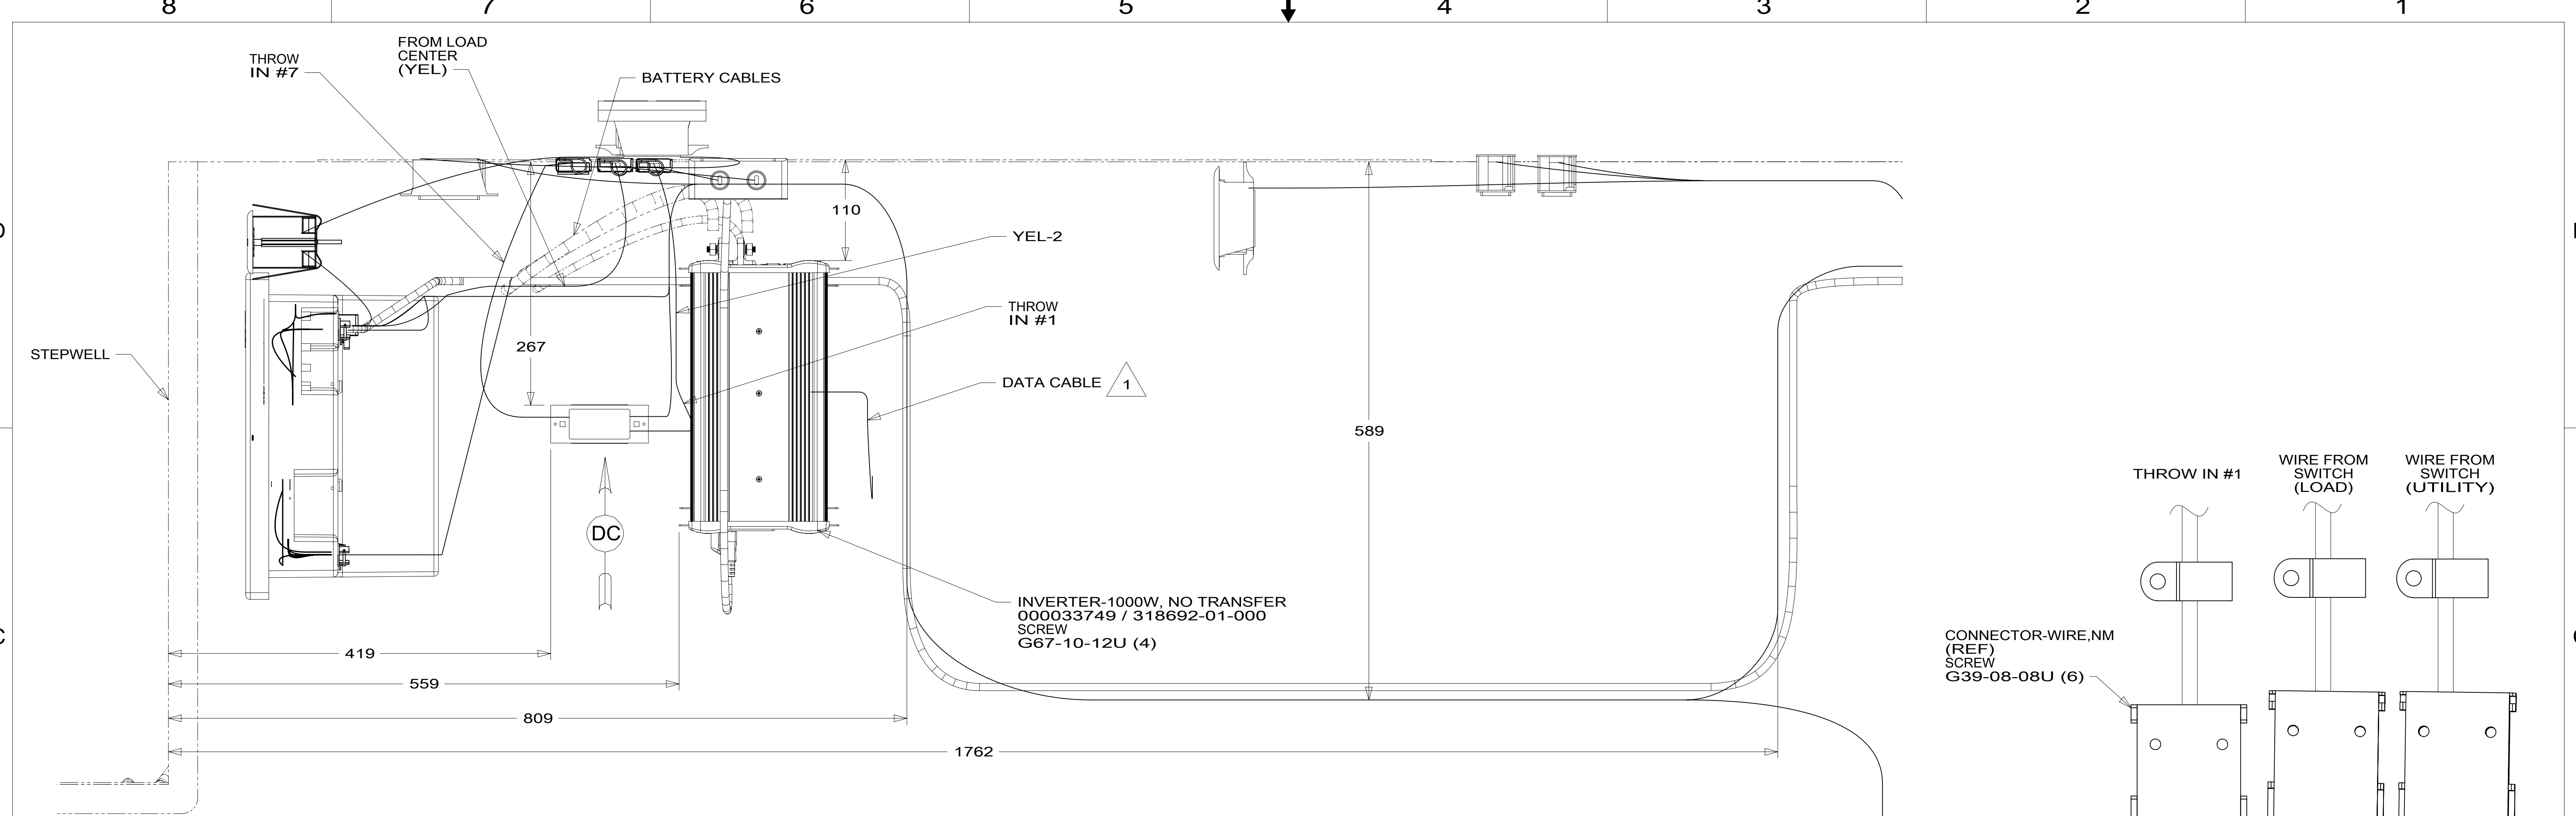 8
7
6
5
4
3
2
1
FROM LOAD
CENTER
(YEL)
THROW
IN #7
BATTERY CABLES
110
YEL-2
THROW
IN #1
267
STEPWELL
DATA CABLE
1
589
DC
THROW IN #1
WIRE FROM
SWITCH
(LOAD)
WIRE FROM
SWITCH
(UTILITY)
INVERTER-1000W, NO TRANSFER
000033749 / 318692-01-000
SCREW
G67-10-12U (4)
CONNECTOR-WIRE,NM
(REF)
SCREW
G39-08-08U (6)
419
559
809
1762